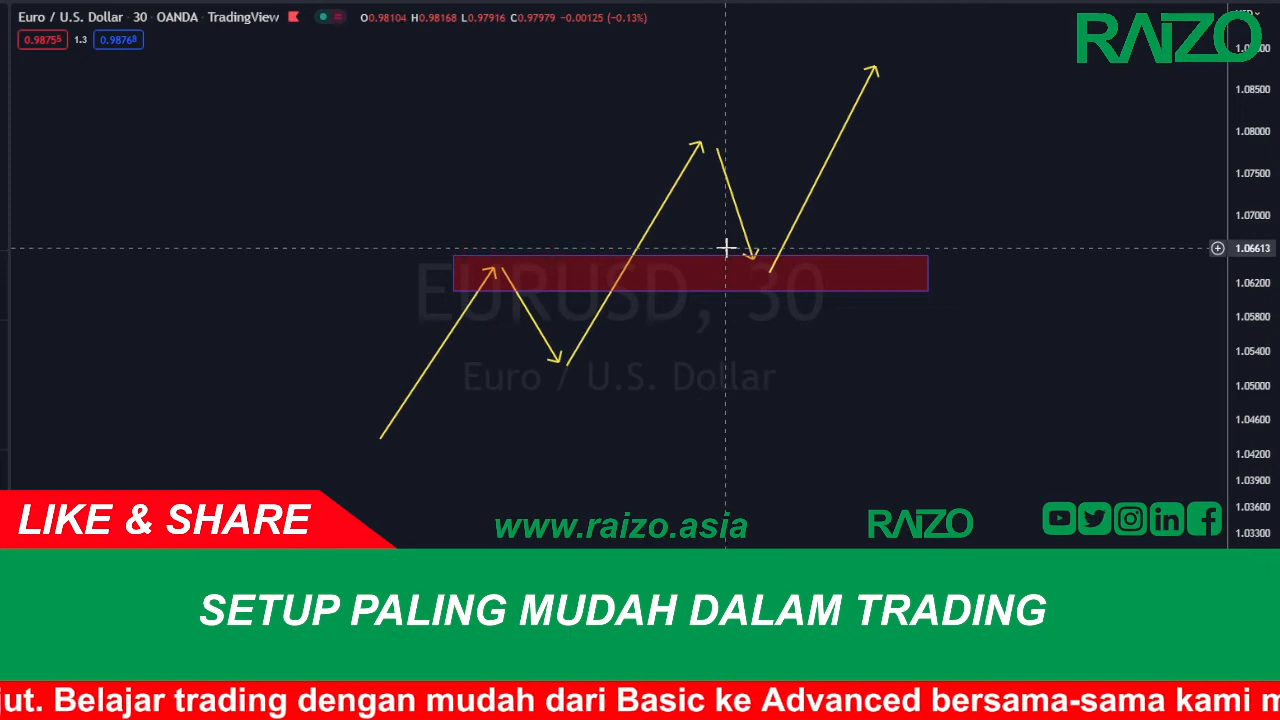 Euro / U.S. Dollar · 30 · OANDA · TradingView
O0.98104 H0.98168 L0.97916 C0.97979 −0.00125 (−0.13%)
0.98755 1.3 0.98768
RAIZO
1.08500
1.08000
1.07500
1.07000
1.06613
1.06200
1.05800
1.05400
1.05000
1.04600
1.04200
1.03900
1.03600
1.03300
EURUSD, 30
Euro / U.S. Dollar
LIKE & SHARE
www.raizo.asia
RAIZO
SETUP PALING MUDAH DALAM TRADING
jut. Belajar trading dengan mudah dari Basic ke Advanced bersama-sama kami m